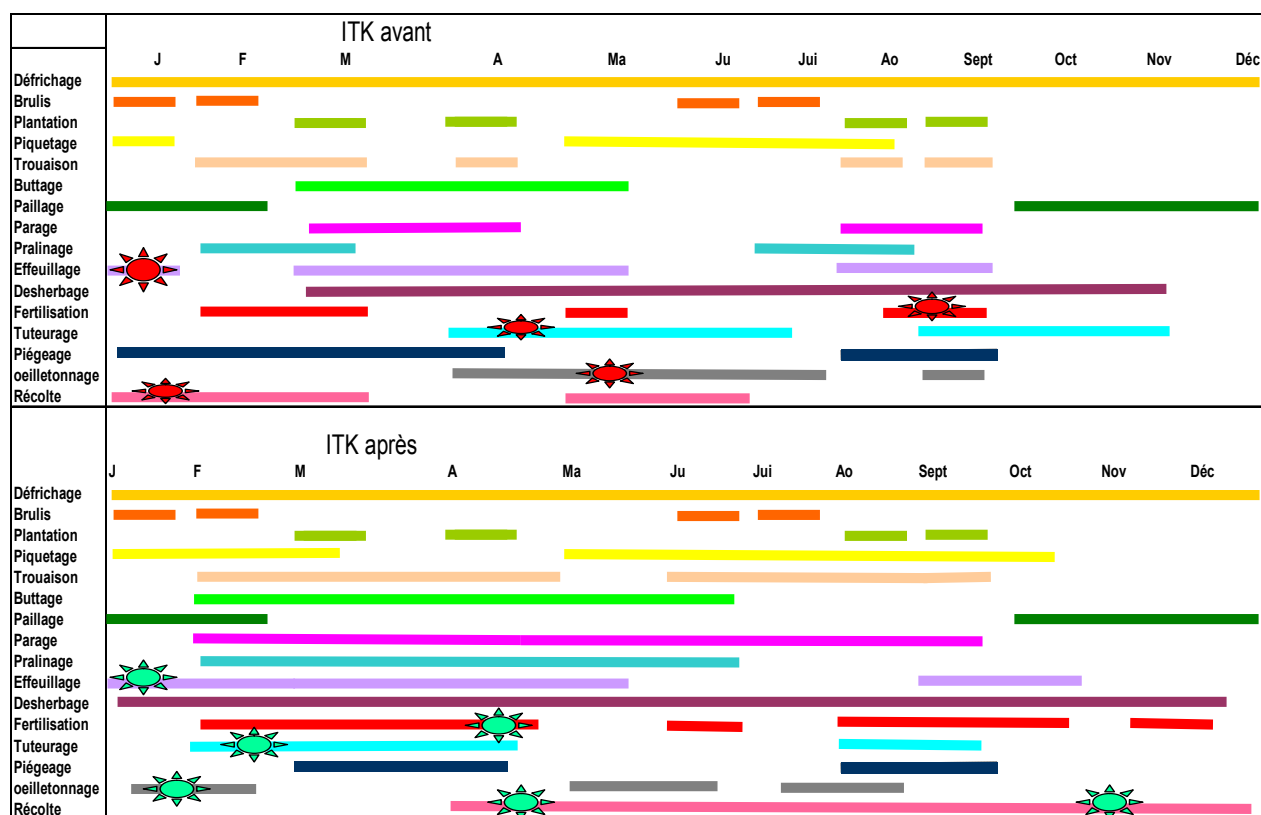 ITK avant
J F M A Ma Ju Jui Ao Sept Oct Nov Déc
Défrichage
Brulis
Plantation
Piquetage
Trouaison
Buttage
Paillage
Parage
Pralinage
Effeuillage
Desherbage
Fertilisation
Tuteurage
Piégeage
oeilletonnage
Récolte
ITK après
J F M A Ma Ju Jui Ao Sept Oct Nov Déc
Défrichage
Brulis
Plantation
Piquetage
Trouaison
Buttage
Paillage
Parage
Pralinage
Effeuillage
Desherbage
Fertilisation
Tuteurage
Piégeage
oeilletonnage
Récolte